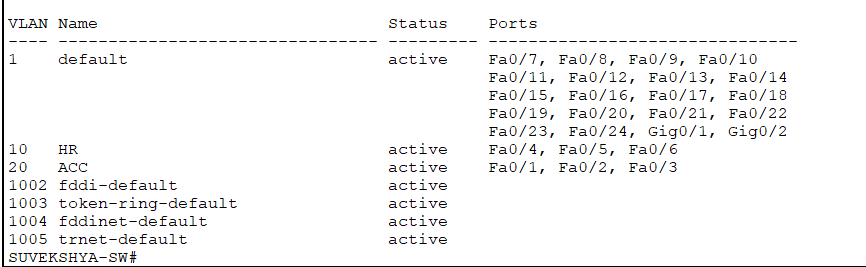 VLAN Name                             Status    Ports
---- -------------------------------- --------- -------------------------------
1    default                          active    Fa0/7, Fa0/8, Fa0/9, Fa0/10
                                                Fa0/11, Fa0/12, Fa0/13, Fa0/14
                                                Fa0/15, Fa0/16, Fa0/17, Fa0/18
                                                Fa0/19, Fa0/20, Fa0/21, Fa0/22
                                                Fa0/23, Fa0/24, Gig0/1, Gig0/2
10   HR                               active    Fa0/4, Fa0/5, Fa0/6
20   ACC                              active    Fa0/1, Fa0/2, Fa0/3
1002 fddi-default                     active
1003 token-ring-default               active
1004 fddinet-default                  active
1005 trnet-default                    active
SUVEKSHYA-SW#